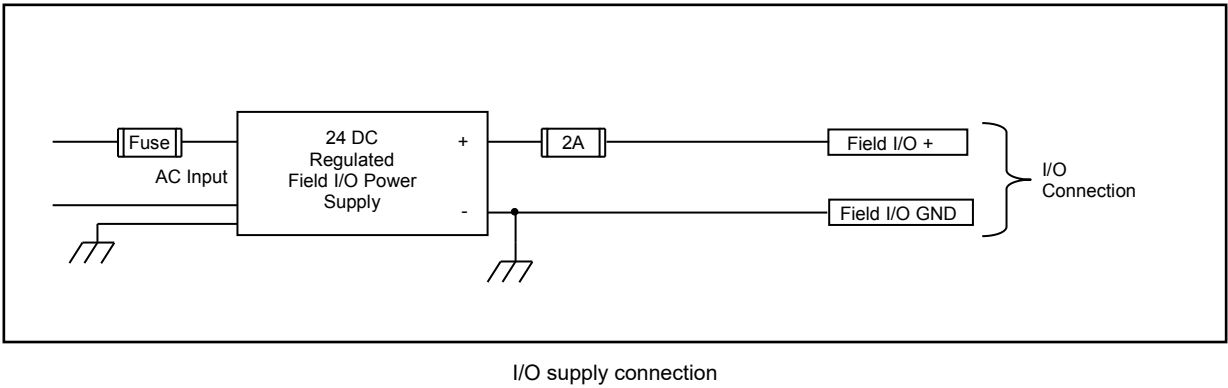 Fuse
AC Input
24 DC
Regulated
Field I/O Power
Supply
+
-
2A
Field I/O +
Field I/O GND
I/O
Connection
I/O supply connection